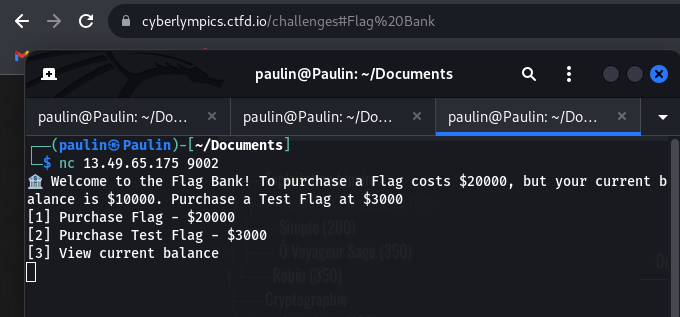 cyberlympics.ctfd.io/challenges#Flag%20Bank
paulin@Paulin: ~/Documents
paulin@Paulin: ~/Do... × paulin@Paulin: ~/Do... × paulin@Paulin: ~/Do... ×
┌──(paulin㉿Paulin)-[~/Documents]
└─$ nc 13.49.65.175 9002
🏦 Welcome to the Flag Bank! To purchase a Flag costs $20000, but your current b
alance is $10000. Purchase a Test Flag at $3000
[1] Purchase Flag - $20000
[2] Purchase Test Flag - $3000
[3] View current balance
Simple (200)
Ô Voyageur Sage (350)
Robin (350)
Cryptographie